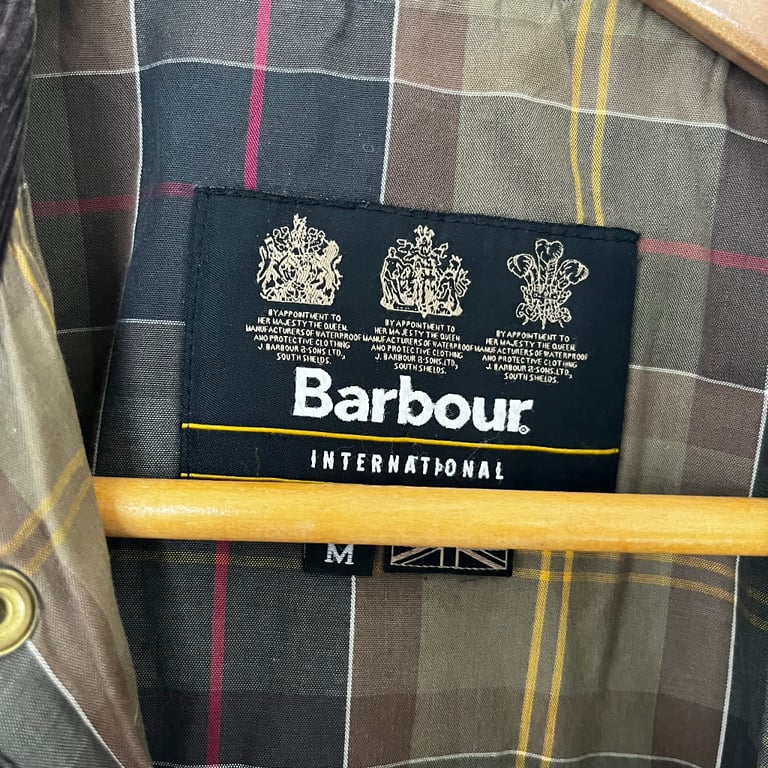 BY APPOINTMENT TO
HER MAJESTY THE QUEEN
MANUFACTURERS OF WATERPROOF
AND PROTECTIVE CLOTHING
J. BARBOUR & SONS. LTD.,
SOUTH SHIELDS.
BY APPOINTMENT TO
HER MAJESTY THE QUEEN
MANUFACTURERS OF WATERPROOF
AND PROTECTIVE CLOTHING
J. BARBOUR & SONS. LTD.,
SOUTH SHIELDS.
BY APPOINTMENT TO
HER MAJESTY THE QUEEN
MANUFACTURERS OF WATERPROOF
AND PROTECTIVE CLOTHING
J. BARBOUR & SONS. LTD.,
SOUTH SHIELDS.
Barbour®
INTERNATIONAL
M